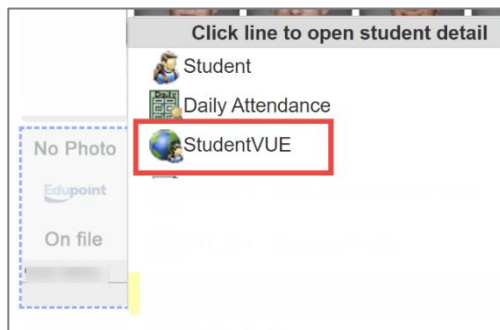 Click line to open student detail
Student
Daily Attendance
StudentVUE
No Photo
Edupoint
On file